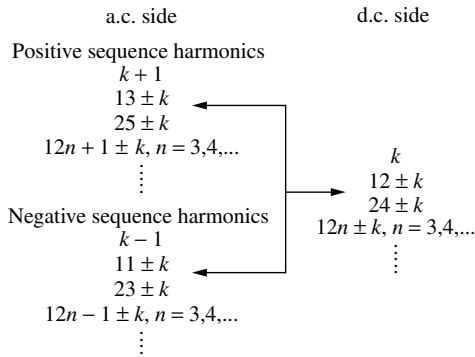 a.c. side
d.c. side
Positive sequence harmonics
k + 1
13 ± k
25 ± k
12n + 1 ± k, n = 3,4,...
k
12 ± k
24 ± k
12n ± k, n = 3,4,...
Negative sequence harmonics
k − 1
11 ± k
23 ± k
12n − 1 ± k, n = 3,4,...